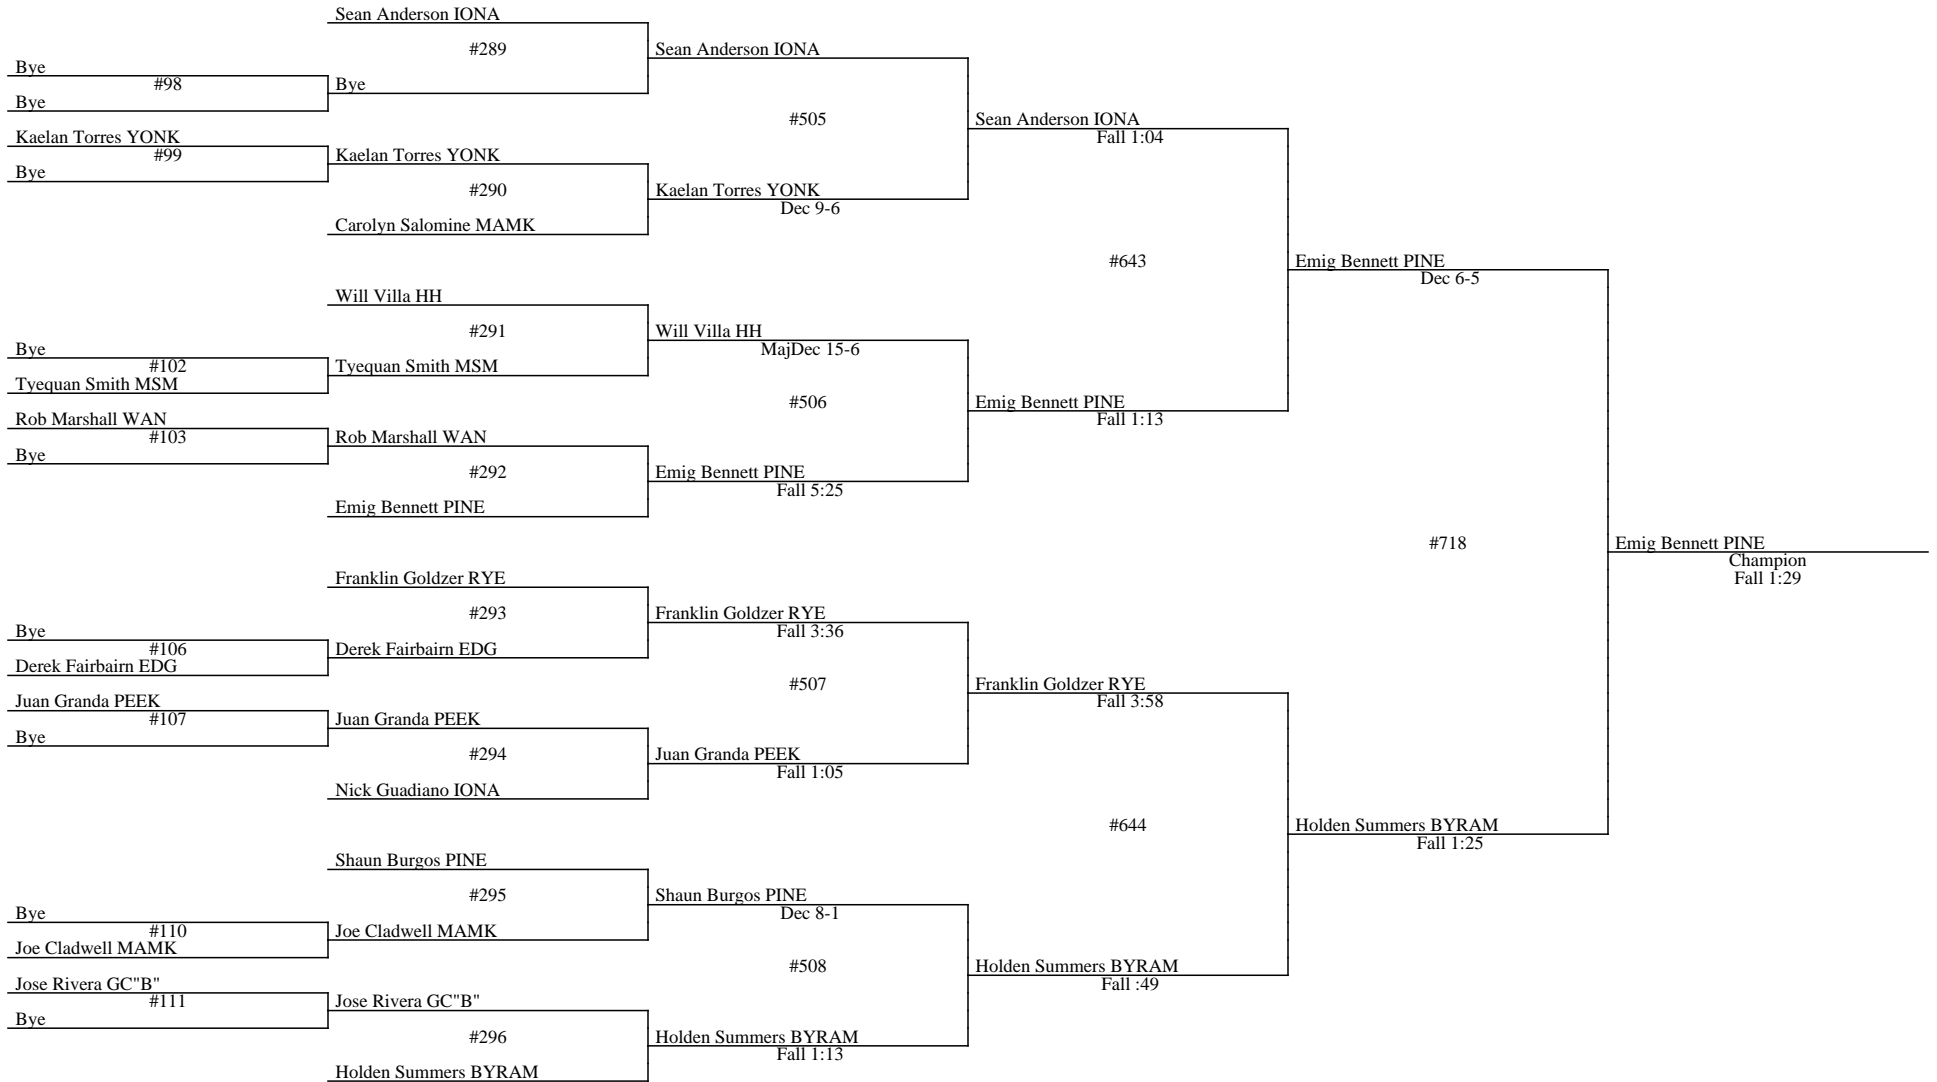 Sean Anderson IONA
#289
Sean Anderson IONA
Bye
#98
Bye
Bye
#505
Sean Anderson IONA
Fall 1:04
Kaelan Torres YONK
#99
Kaelan Torres YONK
Bye
#290
Kaelan Torres YONK
Dec 9-6
Carolyn Salomine MAMK
#643
Emig Bennett PINE
Dec 6-5
Will Villa HH
#291
Will Villa HH
MajDec 15-6
Bye
#102
Tyequan Smith MSM
Tyequan Smith MSM
#506
Emig Bennett PINE
Fall 1:13
Rob Marshall WAN
#103
Rob Marshall WAN
Bye
#292
Emig Bennett PINE
Fall 5:25
Emig Bennett PINE
#718
Emig Bennett PINE
Champion
Fall 1:29
Franklin Goldzer RYE
#293
Franklin Goldzer RYE
Fall 3:36
Bye
#106
Derek Fairbairn EDG
Derek Fairbairn EDG
#507
Franklin Goldzer RYE
Fall 3:58
Juan Granda PEEK
#107
Juan Granda PEEK
Bye
#294
Juan Granda PEEK
Fall 1:05
Nick Guadiano IONA
#644
Holden Summers BYRAM
Fall 1:25
Shaun Burgos PINE
#295
Shaun Burgos PINE
Dec 8-1
Bye
#110
Joe Cladwell MAMK
Joe Cladwell MAMK
#508
Holden Summers BYRAM
Fall :49
Jose Rivera GC"B"
#111
Jose Rivera GC"B"
Bye
#296
Holden Summers BYRAM
Fall 1:13
Holden Summers BYRAM